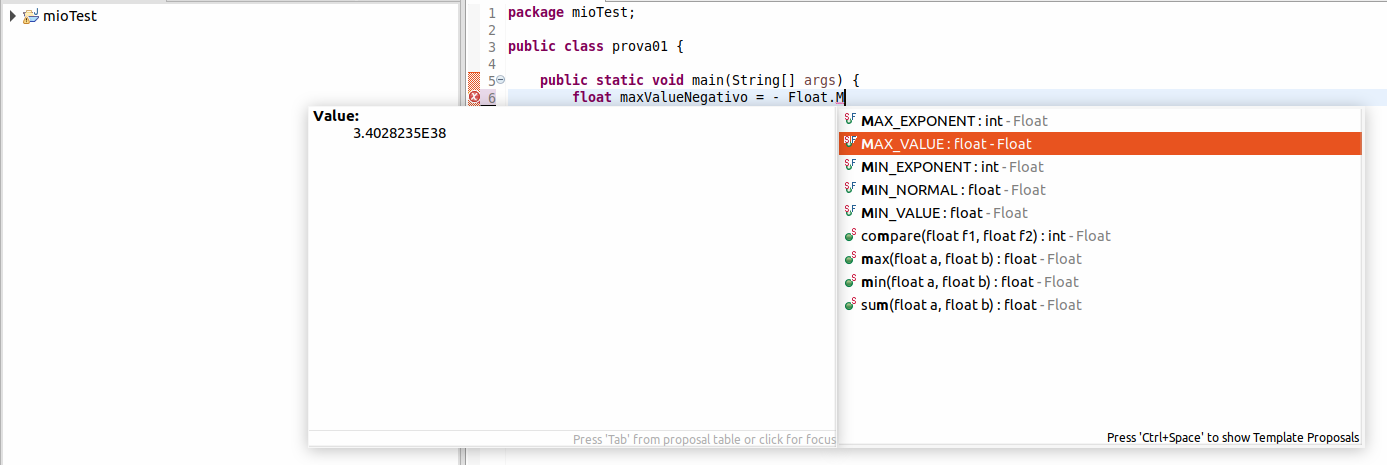 mioTest
1 package mioTest;
2
3 public class prova01 {
4
5 public static void main(String[] args) {
6 float maxValueNegativo = - Float.M
Value:
3.4028235E38
Press 'Tab' from proposal table or click for focus
MAX_EXPONENT : int - Float
MAX_VALUE : float - Float
MIN_EXPONENT : int - Float
MIN_NORMAL : float - Float
MIN_VALUE : float - Float
compare(float f1, float f2) : int - Float
max(float a, float b) : float - Float
min(float a, float b) : float - Float
sum(float a, float b) : float - Float
Press 'Ctrl+Space' to show Template Proposals